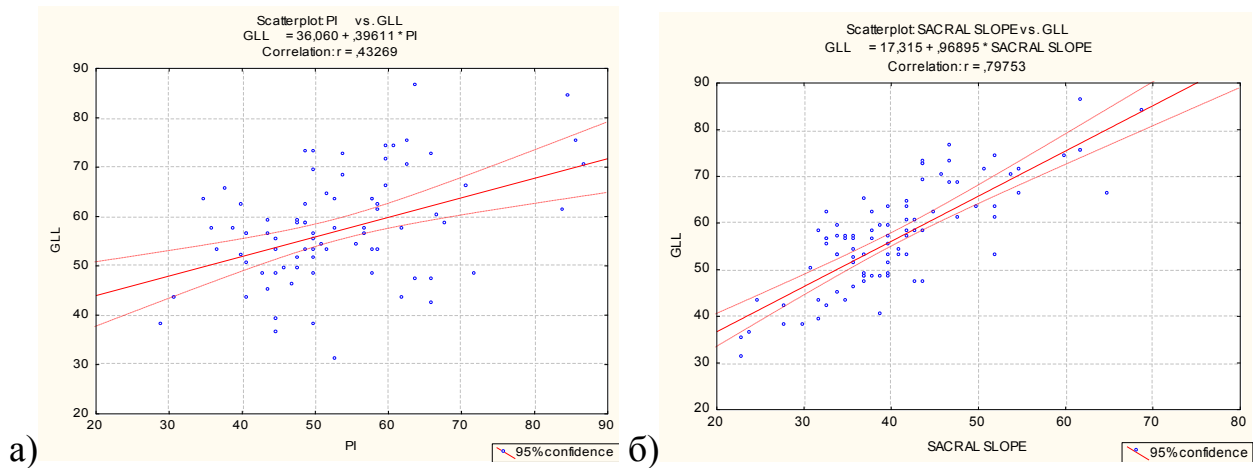 Scatterplot: PI vs. GLL
GLL = 36,060 + ,39611 * PI
Correlation: r = ,43269
90
80
70
60
50
40
30
20
GLL
20 30 40 50 60 70 80 90
PI
95% confidence
а)
Scatterplot: SACRAL SLOPE vs. GLL
GLL = 17,315 + ,96895 * SACRAL SLOPE
Correlation: r = ,79753
90
80
70
60
50
40
30
20
GLL
20 30 40 50 60 70 80
SACRAL SLOPE
95% confidence
б)